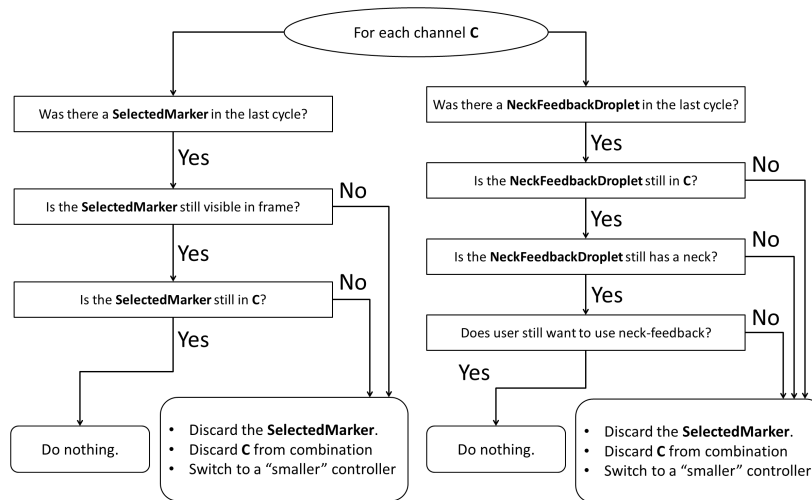 For each channel C
Was there a SelectedMarker in the last cycle?
Yes
No
Is the SelectedMarker still visible in frame?
Yes
No
Is the SelectedMarker still in C?
Yes
Do nothing.
• Discard the SelectedMarker.
• Discard C from combination
• Switch to a “smaller” controller
Was there a NeckFeedbackDroplet in the last cycle?
Yes
No
Is the NeckFeedbackDroplet still in C?
Yes
No
Is the NeckFeedbackDroplet still has a neck?
Yes
No
Does user still want to use neck-feedback?
Yes
Do nothing.
• Discard the SelectedMarker.
• Discard C from combination
• Switch to a “smaller” controller